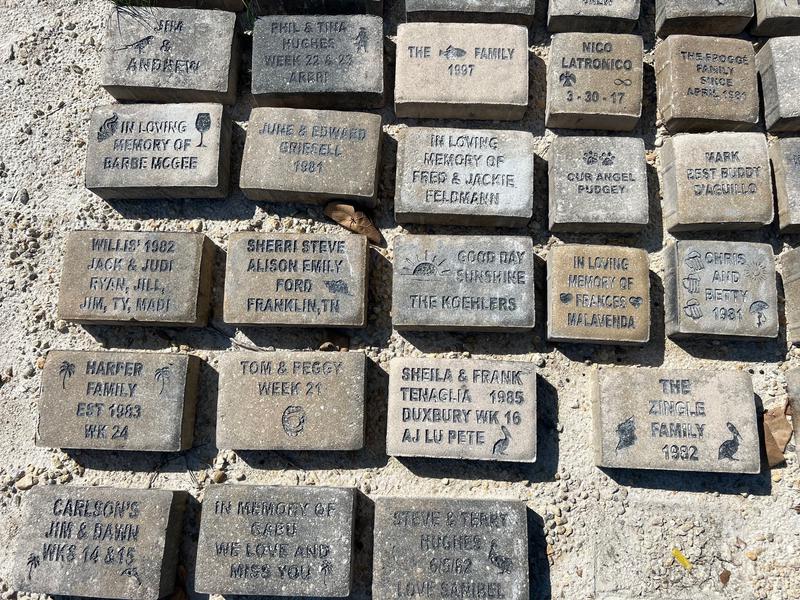 JIM
&
ANDREW
PHIL & TINA
HUGHES
WEEK 22 & 23
THE FAMILY
1997
NICO
LATRONICO
3-30-17
THE FROGGE
FAMILY
SINCE
APRIL 1981
IN LOVING
MEMORY OF
BARBE MCGEE
JUNE & EDWARD
GRIESELL
1981
IN LOVING
MEMORY OF
FRED & JACKIE
FELDMANN
OUR ANGEL
PUDGEY
MARK
BEST BUDDY
D'AGUILLO
WILLIS' 1982
JACK & JUDI
RYAN, JILL,
JIM, TY, MADI
SHERRI STEVE
ALISON EMILY
FORD
FRANKLIN,TN
GOOD DAY
SUNSHINE
THE KOEHLERS
IN LOVING
MEMORY OF
FRANCES
MALAVENDA
CHRIS
AND
BETTY
1981
HARPER
FAMILY
EST 1983
WK 24
TOM & PEGGY
WEEK 21
SHEILA & FRANK
TENAGLIA 1985
DUXBURY WK 16
AJ LU PETE
THE
ZINGLE
FAMILY
1982
CARLSON'S
JIM & DAWN
WKS 14 &15
IN MEMORY OF
GABU
WE LOVE AND
MISS YOU
STEVE & TERRY
HUGHES
6/5/82
LOVE SANIBEL